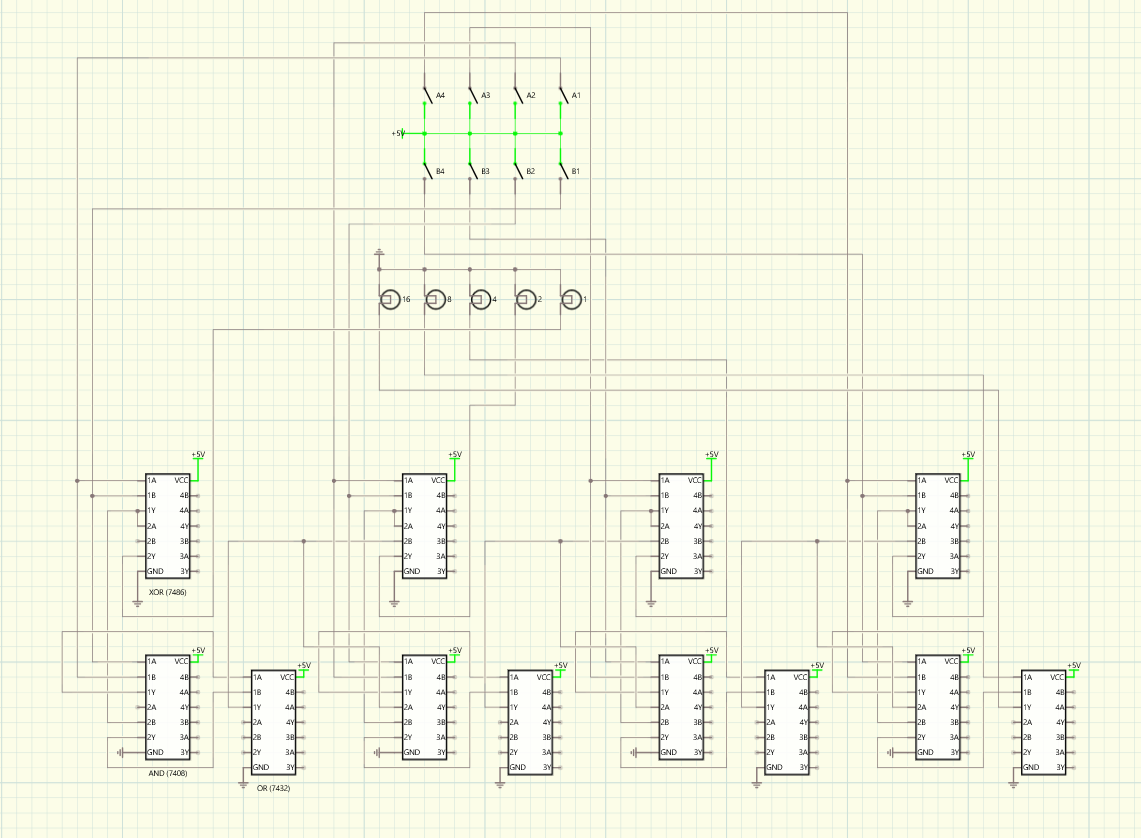 A4 A3 A2 A1
+5V
B4 B3 B2 B1
16 8 4 2 1
+5V +5V +5V +5V
1A VCC 1A VCC 1A VCC 1A VCC
1B 4B 1B 4B 1B 4B 1B 4B
1Y 4A 1Y 4A 1Y 4A 1Y 4A
2A 4Y 2A 4Y 2A 4Y 2A 4Y
2B 3B 2B 3B 2B 3B 2B 3B
2Y 3A 2Y 3A 2Y 3A 2Y 3A
GND 3Y GND 3Y GND 3Y GND 3Y
XOR (7486)
+5V +5V +5V +5V
1A VCC 1A VCC 1A VCC 1A VCC
+5V +5V +5V +5V
1B 4B 1A VCC 1B 4B 1A VCC 1B 4B 1A VCC 1B 4B 1A VCC
1Y 4A 1B 4B 1Y 4A 1B 4B 1Y 4A 1B 4B 1Y 4A 1B 4B
2A 4Y 1Y 4A 2A 4Y 1Y 4A 2A 4Y 1Y 4A 2A 4Y 1Y 4A
2B 3B 2A 4Y 2B 3B 2A 4Y 2B 3B 2A 4Y 2B 3B 2A 4Y
2Y 3A 2B 3B 2Y 3A 2B 3B 2Y 3A 2B 3B 2Y 3A 2B 3B
GND 3Y 2Y 3A GND 3Y 2Y 3A GND 3Y 2Y 3A GND 3Y 2Y 3A
GND 3Y GND 3Y GND 3Y GND 3Y
AND (7408)
OR (7432)